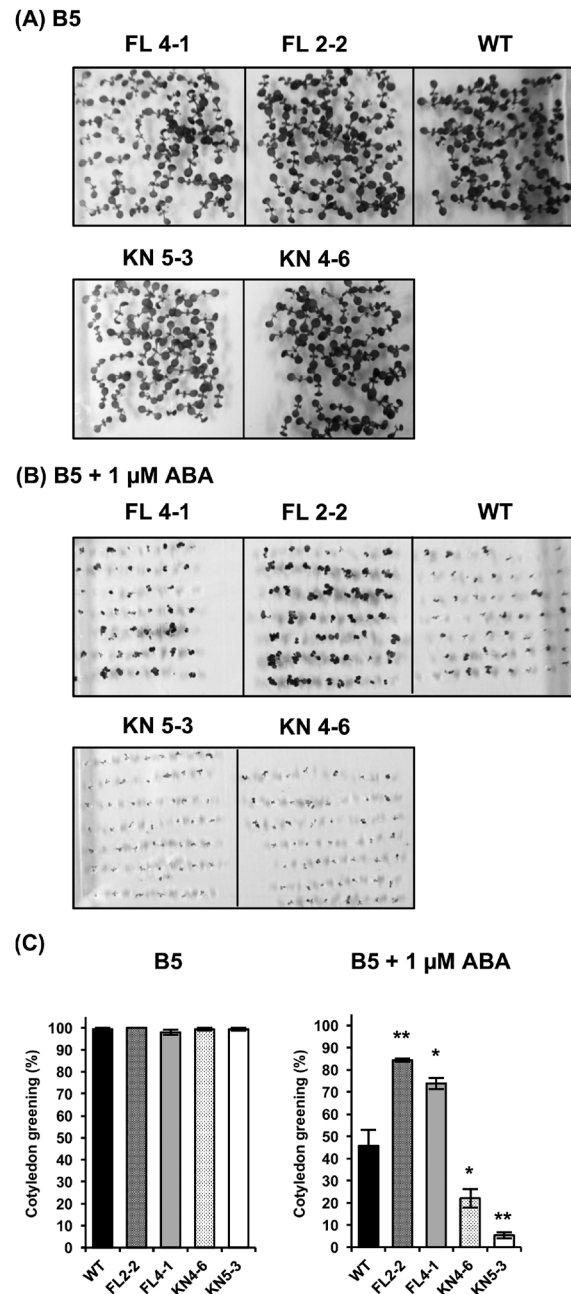 (A) B5
FL 4-1 FL 2-2 WT
KN 5-3 KN 4-6
(B) B5 + 1 µM ABA
FL 4-1 FL 2-2 WT
KN 5-3 KN 4-6
(C)
B5
Cotyledon greening (%)
100
90
80
70
60
50
40
30
20
10
0
WT FL2-2 FL4-1 KN4-6 KN5-3
B5 + 1 µM ABA
Cotyledon greening (%)
100
90
80
70
60
50
40
30
20
10
0
** * * **
WT FL2-2 FL4-1 KN4-6 KN5-3